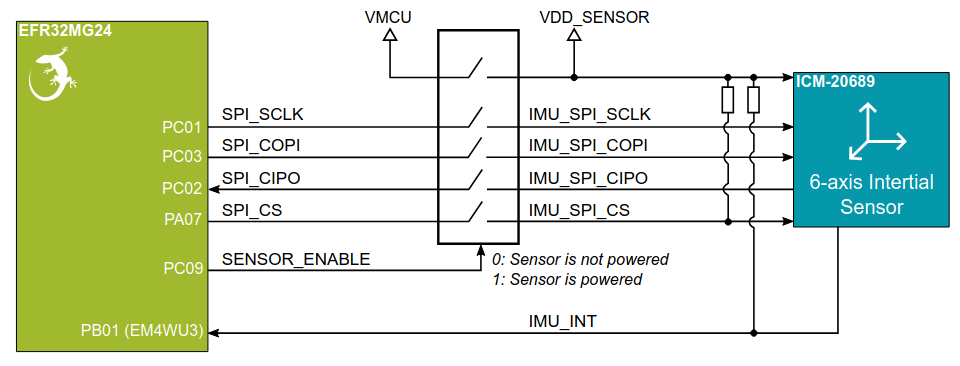 VMCU
VDD_SENSOR
EFR32MG24
ICM-20689
PC01
SPI_SCLK
IMU_SPI_SCLK
PC03
SPI_COPI
IMU_SPI_COPI
PC02
SPI_CIPO
IMU_SPI_CIPO
6-axis Intertial
Sensor
PA07
SPI_CS
IMU_SPI_CS
PC09
SENSOR_ENABLE
0: Sensor is not powered
1: Sensor is powered
PB01 (EM4WU3)
IMU_INT